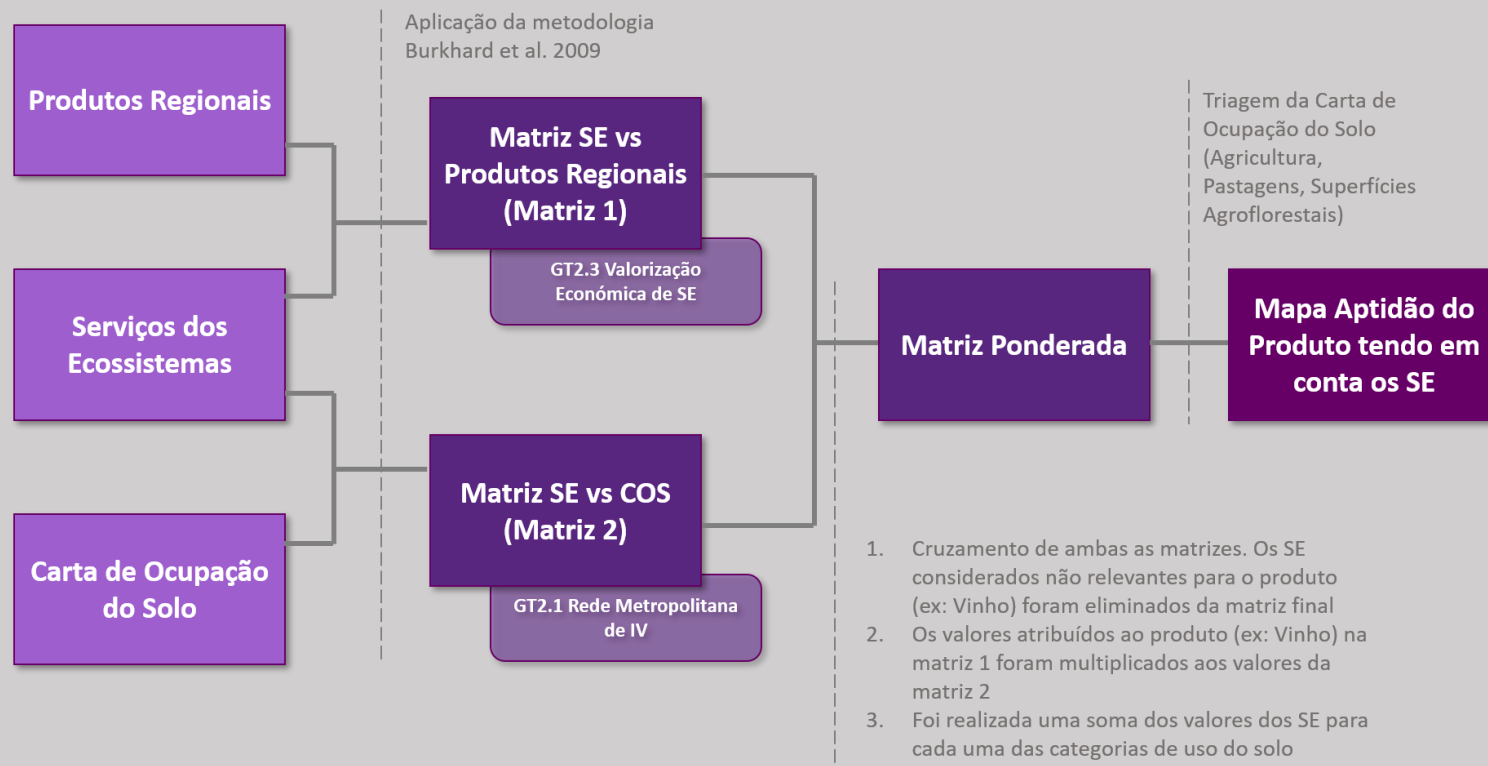 Aplicação da metodologia
Burkhard et al. 2009
Produtos Regionais
Serviços dos
Ecossistemas
Carta de Ocupação
do Solo
Matriz SE vs
Produtos Regionais
(Matriz 1)
GT2.3 Valorização
Económica de SE
Matriz SE vs COS
(Matriz 2)
GT2.1 Rede Metropolitana
de IV
Matriz Ponderada
1. Cruzamento de ambas as matrizes. Os SE
considerados não relevantes para o produto
(ex: Vinho) foram eliminados da matriz final
2. Os valores atribuídos ao produto (ex: Vinho) na
matriz 1 foram multiplicados aos valores da
matriz 2
3. Foi realizada uma soma dos valores dos SE para
cada uma das categorias de uso do solo
Triagem da Carta de
Ocupação do Solo
(Agricultura,
Pastagens, Superfícies
Agroflorestais)
Mapa Aptidão do
Produto tendo em
conta os SE